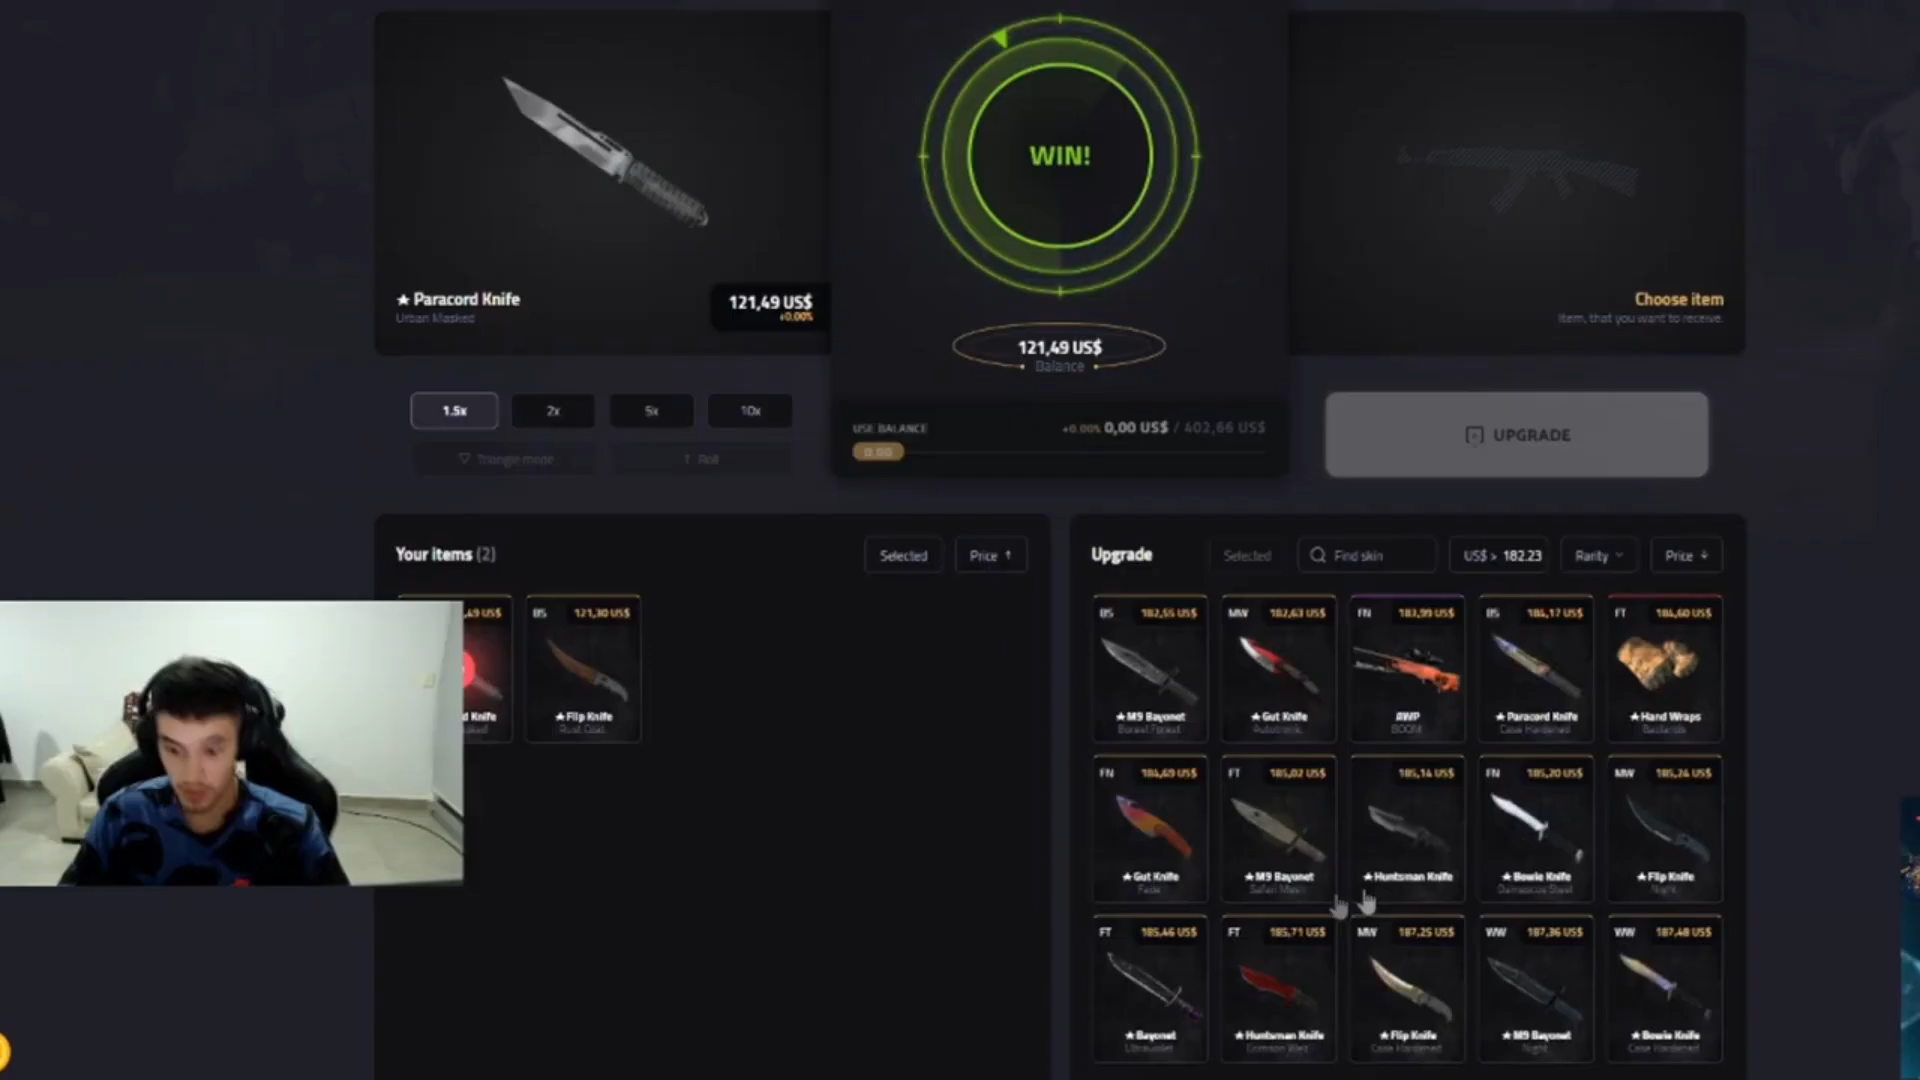 WIN!
★ Paracord Knife
Urban Masked
121,49 US$
+0.00%
121,49 US$
Balance
Choose item
Item, that you want to receive.
1.5x
2x
5x
10x
Triangle mode
Roll
USE BALANCE
+0.00% 0,00 US$ / 402,66 US$
0.00
UPGRADE
Your items (2)
Selected
Price ↑
,49 US$
d Knife
BS 121,30 US$
★ Flip Knife
Rust Coat
Upgrade
Selected
Find skin
US$ > 182.23
Rarity
Price ↓
BS 182,55 US$
★ M9 Bayonet
Boreal Forest
MW 182,63 US$
★ Gut Knife
Autotronic
FN 183,99 US$
AWP
BOOM
BS 184,17 US$
★ Paracord Knife
Case Hardened
FT 184,60 US$
★ Hand Wraps
Badlands
FN 184,69 US$
★ Gut Knife
Fade
FT 185,02 US$
★ M9 Bayonet
Safari Mesh
185,14 US$
★ Huntsman Knife
FN 185,20 US$
★ Bowie Knife
Damascus Steel
MW 185,24 US$
★ Flip Knife
Night
FT 185,46 US$
★ Bayonet
Ultraviolet
FT 185,71 US$
★ Huntsman Knife
Crimson Web
MW 187,25 US$
★ Flip Knife
Case Hardened
WW 187,36 US$
★ M9 Bayonet
Night
WW 187,48 US$
★ Bowie Knife
Case Hardened